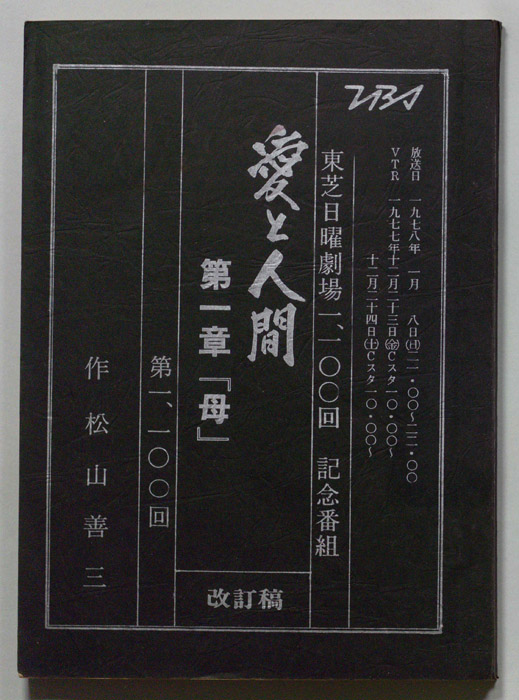 TBS
放送日 一九七八年 一月 八日㈰二一・〇〇〜二二・〇〇
VTR 一九七七年十二月二十三日㈮Cスタ一〇・〇〇〜
十二月二十四日㈯Cスタ一〇・〇〇〜
東芝日曜劇場一、一〇〇回 記念番組
愛と人間
第一章『母』
改訂稿
第一、一〇〇回
作 松山善三